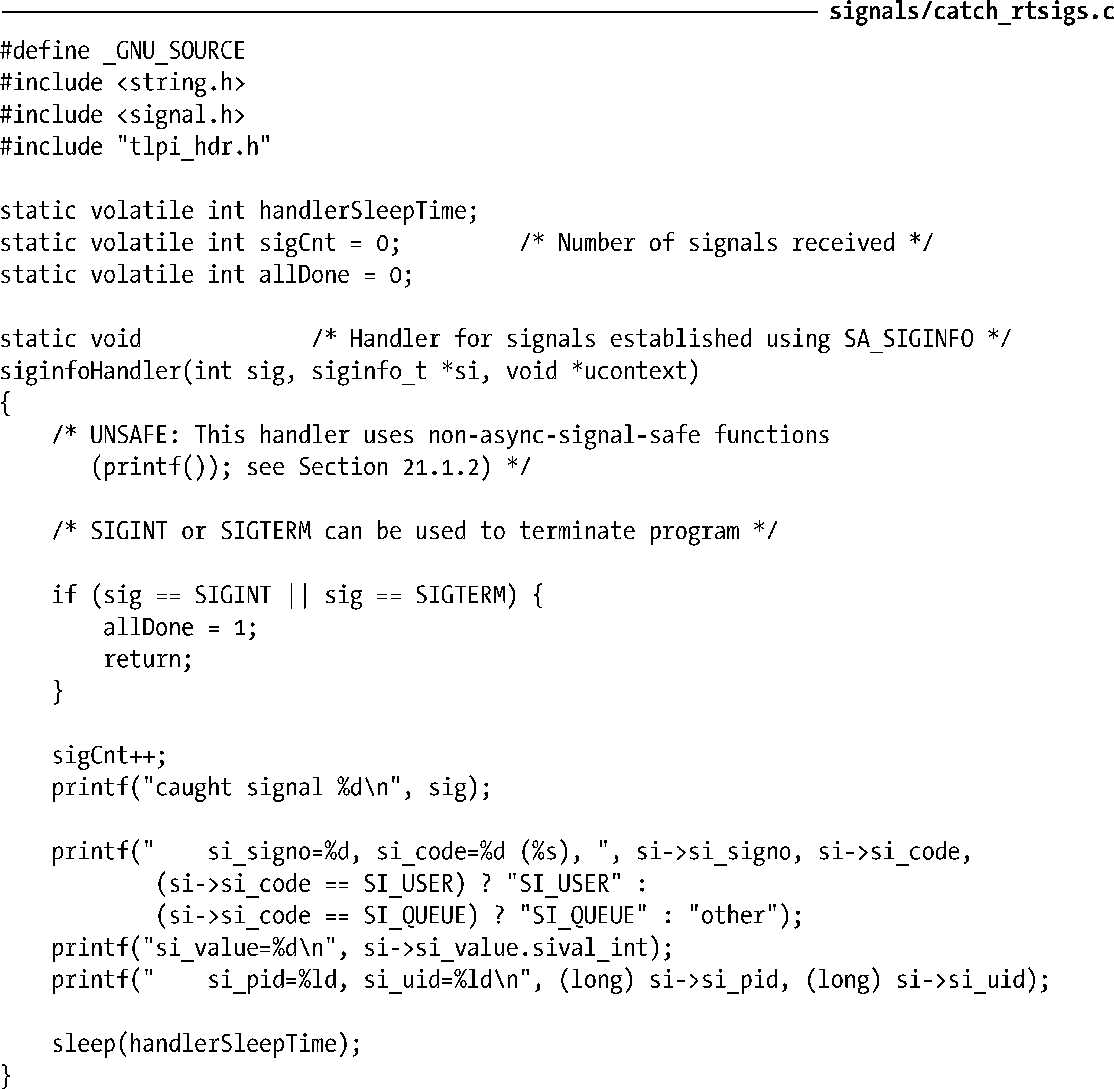 signals/catch_rtsigs.c
#define _GNU_SOURCE
#include <string.h>
#include <signal.h>
#include "tlpi_hdr.h"
static volatile int handlerSleepTime;
static volatile int sigCnt = 0;         /* Number of signals received */
static volatile int allDone = 0;
static void             /* Handler for signals established using SA_SIGINFO */
siginfoHandler(int sig, siginfo_t *si, void *ucontext)
{
    /* UNSAFE: This handler uses non-async-signal-safe functions
       (printf()); see Section 21.1.2) */
    /* SIGINT or SIGTERM can be used to terminate program */
    if (sig == SIGINT || sig == SIGTERM) {
        allDone = 1;
        return;
    }
    sigCnt++;
    printf("caught signal %d\n", sig);
    printf("    si_signo=%d, si_code=%d (%s), ", si->si_signo, si->si_code,
            (si->si_code == SI_USER) ? "SI_USER" :
            (si->si_code == SI_QUEUE) ? "SI_QUEUE" : "other");
    printf("si_value=%d\n", si->si_value.sival_int);
    printf("    si_pid=%ld, si_uid=%ld\n", (long) si->si_pid, (long) si->si_uid);
    sleep(handlerSleepTime);
}